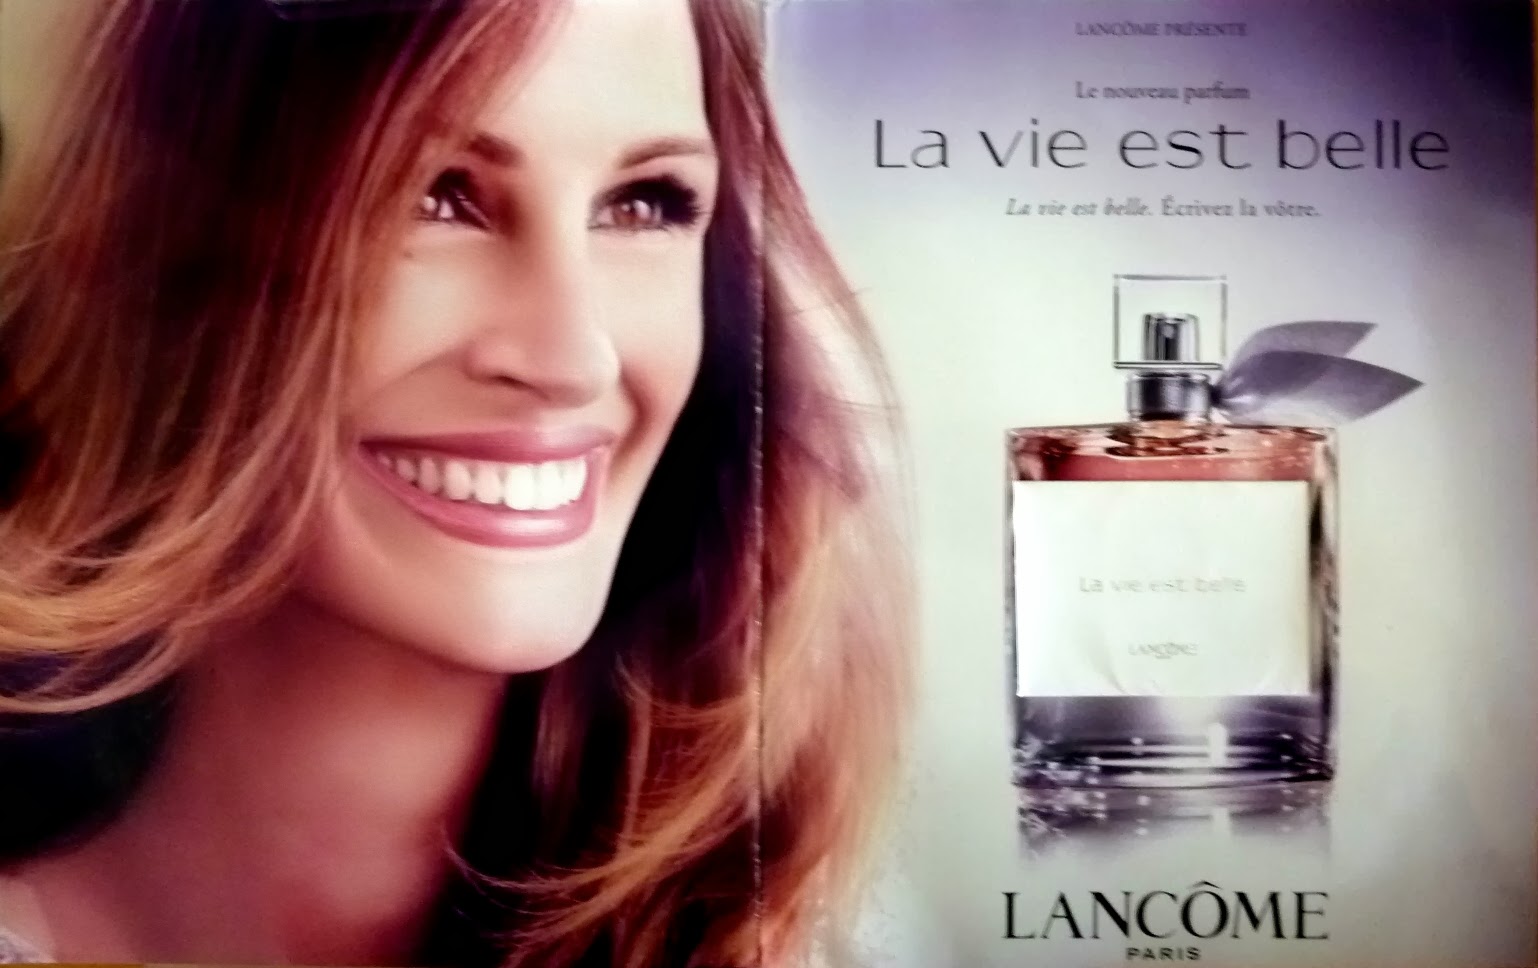 LANCÔME PRÉSENTE
Le nouveau parfum
La vie est belle
La vie est belle. Écrivez la vôtre.
La vie est belle
LANCÔME
LANCÔME
PARIS